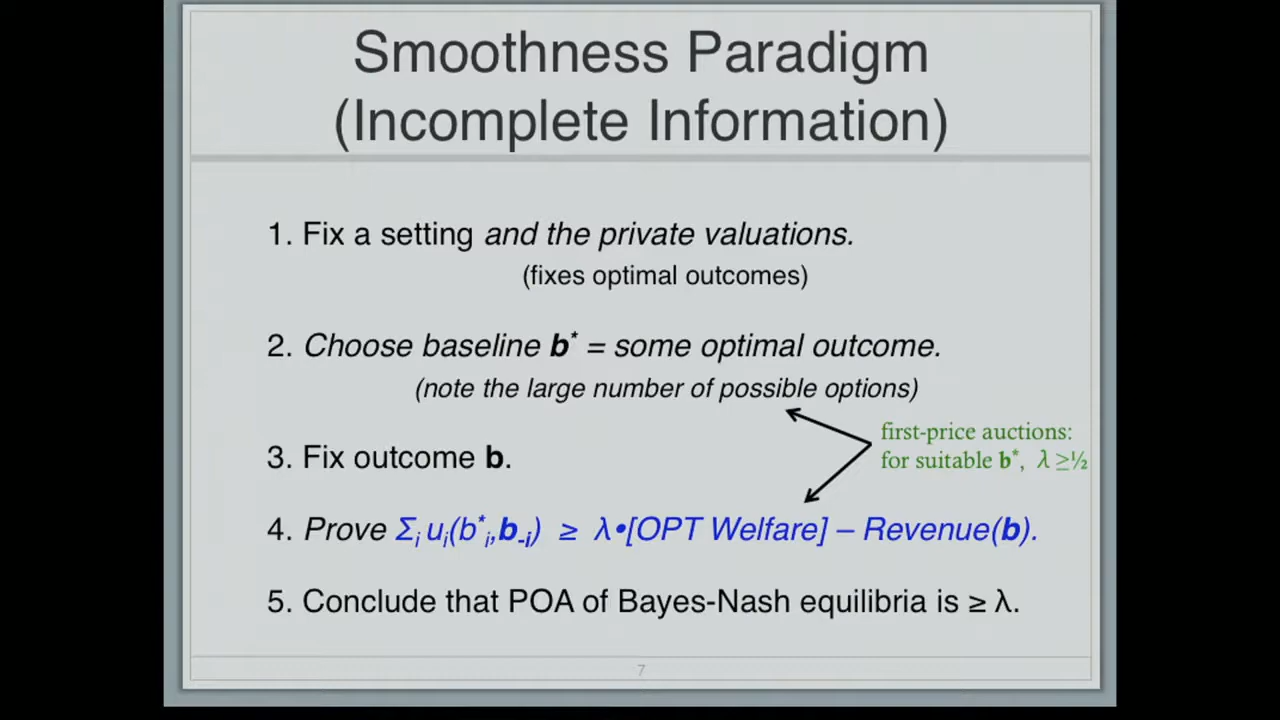 Smoothness Paradigm
(Incomplete Information)
1. Fix a setting and the private valuations.
(fixes optimal outcomes)
2. Choose baseline b* = some optimal outcome.
(note the large number of possible options)
first-price auctions:
for suitable b*, λ ≥½
3. Fix outcome b.
4. Prove Σi ui(b*i,b-i) ≥ λ•[OPT Welfare] – Revenue(b).
5. Conclude that POA of Bayes-Nash equilibria is ≥ λ.
7